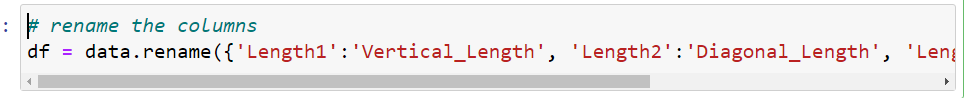 :
# rename the columns
df = data.rename({'Length1':'Vertical_Length', 'Length2':'Diagonal_Length', 'Leng